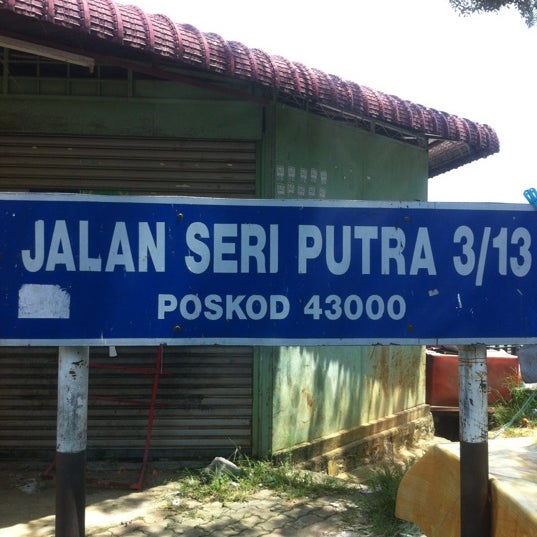 JALAN SERI PUTRA 3/13
POSKOD 43000